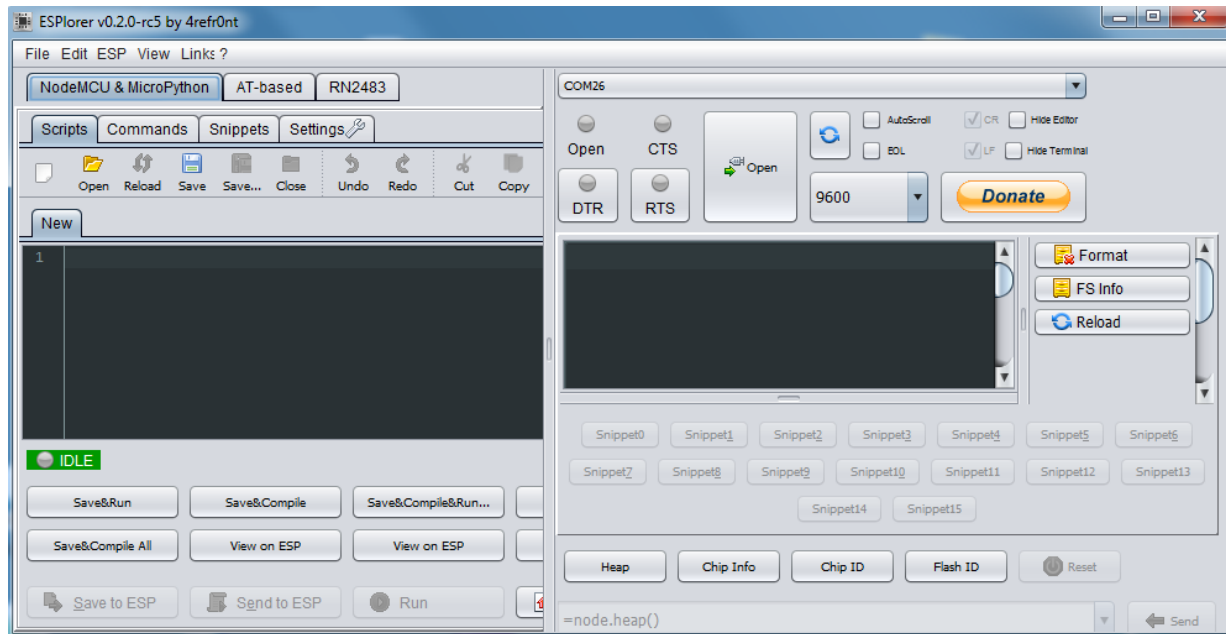 ESPlorer v0.2.0-rc5 by 4refr0nt
File Edit ESP View Links ?
NodeMCU & MicroPython AT-based RN2483
Scripts Commands Snippets Settings
Open Reload Save Save... Close Undo Redo Cut Copy
New
1
IDLE
Save&Run Save&Compile Save&Compile&Run...
Save&Compile All View on ESP View on ESP
Save to ESP Send to ESP Run
COM26
Open CTS
DTR RTS
Open
AutoScroll CR Hide Editor
EOL LF Hide Terminal
9600 Donate
Format
FS Info
Reload
Snippet0 Snippet1 Snippet2 Snippet3 Snippet4 Snippet5 Snippet6
Snippet7 Snippet8 Snippet9 Snippet10 Snippet11 Snippet12 Snippet13
Snippet14 Snippet15
Heap Chip Info Chip ID Flash ID Reset
=node.heap() Send